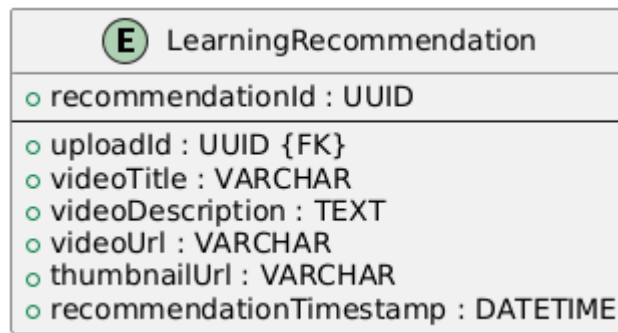 E LearningRecommendation
recommendationId : UUID
uploadId : UUID {FK}
videoTitle : VARCHAR
videoDescription : TEXT
videoUrl : VARCHAR
thumbnailUrl : VARCHAR
recommendationTimestamp : DATETIME